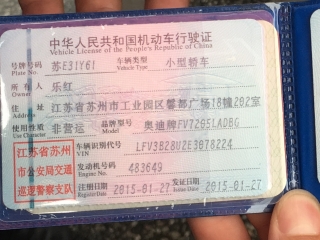 中华人民共和国机动车行驶证
Vehicle License of the People's Republic of China
号牌号码 苏E31Y61 车辆类型 小型轿车
Plate No. Vehicle Type
所有人 乐红
Owner
住址 江苏省苏州市工业园区馨都广场18幢202室
Address
使用性质 非营运 品牌型号 奥迪牌FV7205LADBG
Use Character Model
江苏省苏州市公安局交通巡逻警察支队
车辆识别代号 LFV3B28U2E3078224
VIN
发动机号码 483649
Engine No.
注册日期 2015-01-27 发证日期 2015-01-27
Register Date Issue Date